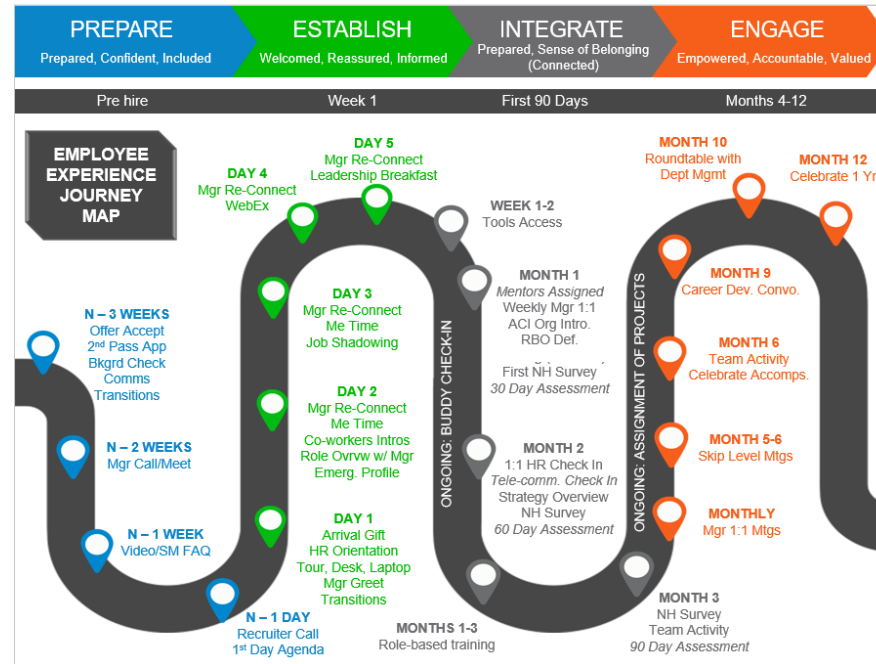 PREPARE
Prepared, Confident, Included
ESTABLISH
Welcomed, Reassured, Informed
INTEGRATE
Prepared, Sense of Belonging
(Connected)
ENGAGE
Empowered, Accountable, Valued
Pre hire
Week 1
First 90 Days
Months 4-12
EMPLOYEE
EXPERIENCE
JOURNEY
MAP
N – 3 WEEKS
Offer Accept
2nd Pass App
Bkgrd Check
Comms
Transitions
N – 2 WEEKS
Mgr Call/Meet
N – 1 WEEK
Video/SM FAQ
N – 1 DAY
Recruiter Call
1st Day Agenda
DAY 1
Arrival Gift
HR Orientation
Tour, Desk, Laptop
Mgr Greet
Transitions
DAY 2
Mgr Re-Connect
Me Time
Co-workers Intros
Role Ovrvw w/ Mgr
Emerg. Profile
DAY 3
Mgr Re-Connect
Me Time
Job Shadowing
DAY 4
Mgr Re-Connect
WebEx
DAY 5
Mgr Re-Connect
Leadership Breakfast
ONGOING: BUDDY CHECK-IN
WEEK 1-2
Tools Access
MONTH 1
Mentors Assigned
Weekly Mgr 1:1
ACI Org Intro.
RBO Def.
First NH Survey
30 Day Assessment
MONTH 2
1:1 HR Check In
Tele-comm. Check In
Strategy Overview
NH Survey
60 Day Assessment
MONTHS 1-3
Role-based training
MONTH 3
NH Survey
Team Activity
90 Day Assessment
ONGOING: ASSIGNMENT OF PROJECTS
MONTHLY
Mgr 1:1 Mtgs
MONTH 5-6
Skip Level Mtgs
MONTH 6
Team Activity
Celebrate Accomps.
MONTH 9
Career Dev. Convo.
MONTH 10
Roundtable with
Dept Mgmt
MONTH 12
Celebrate 1 Yr